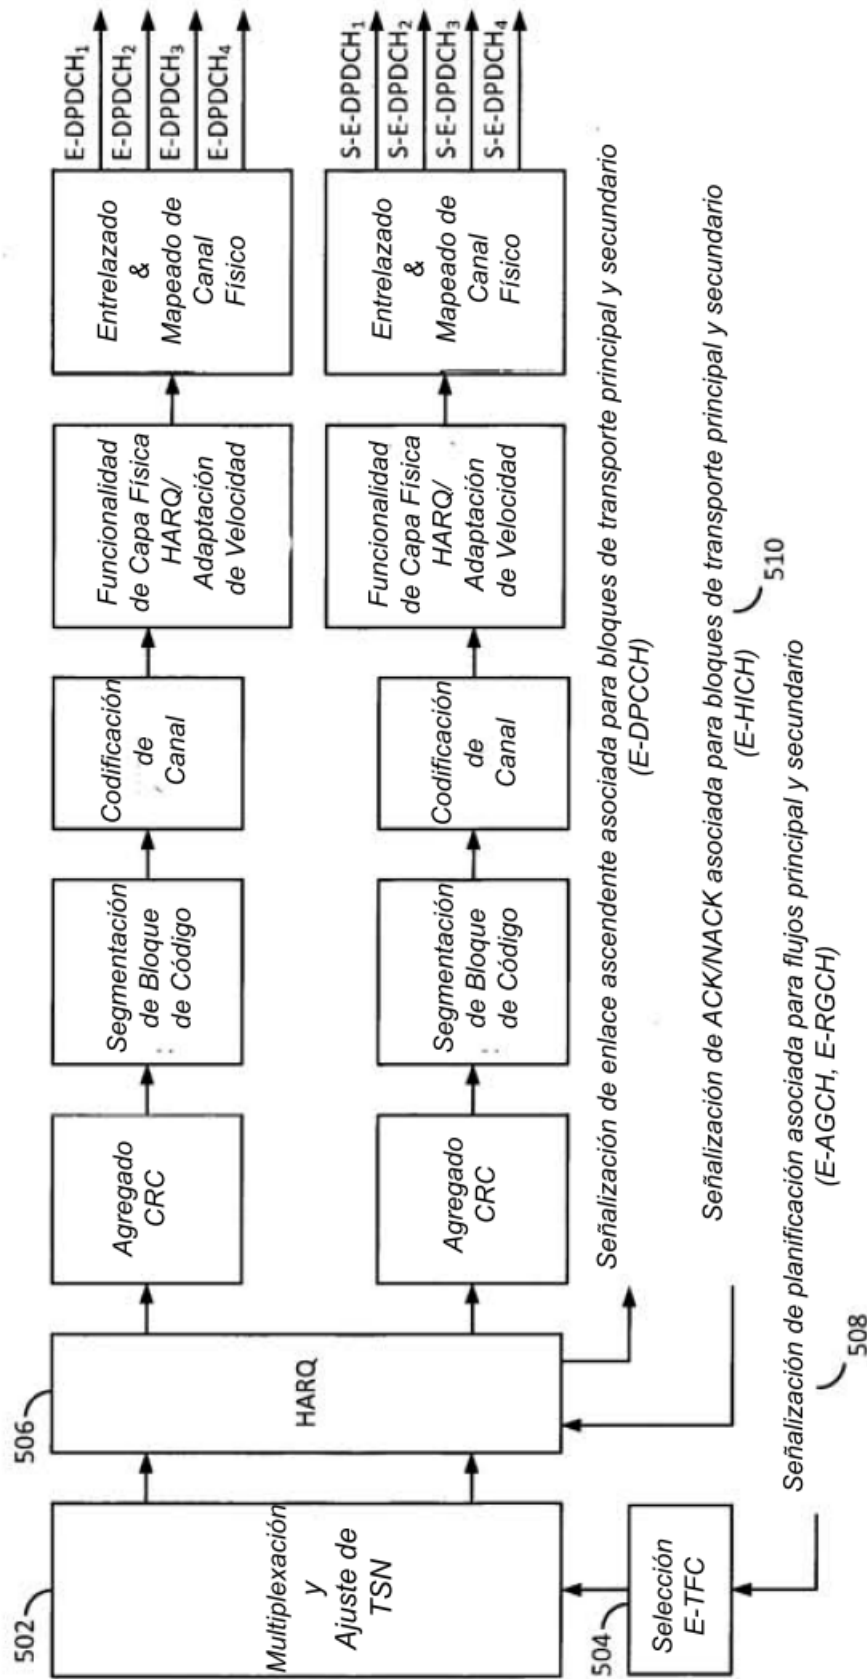 502
Multiplexación
y
Ajuste de
TSN
504
Selección
E-TFC
506
HARQ
Agregado
CRC
Segmentación
de Bloque
de Código
Codificación
de
Canal
Funcionalidad
de Capa Física
HARQ/
Adaptación
de Velocidad
Entrelazado
&
Mapeado de
Canal
Físico
E-DPDCH₁
E-DPDCH₂
E-DPDCH₃
E-DPDCH₄
Agregado
CRC
Segmentación
de Bloque
de Código
Codificación
de
Canal
Funcionalidad
de Capa Física
HARQ/
Adaptación
de Velocidad
Entrelazado
&
Mapeado de
Canal
Físico
S-E-DPDCH₁
S-E-DPDCH₂
S-E-DPDCH₃
S-E-DPDCH₄
Señalización de enlace ascendente asociada para bloques de transporte principal y secundario
(E-DPCCH)
Señalización de ACK/NACK asociada para bloques de transporte principal y secundario
(E-HICH)
510
Señalización de planificación asociada para flujos principal y secundario
(E-AGCH, E-RGCH)
508